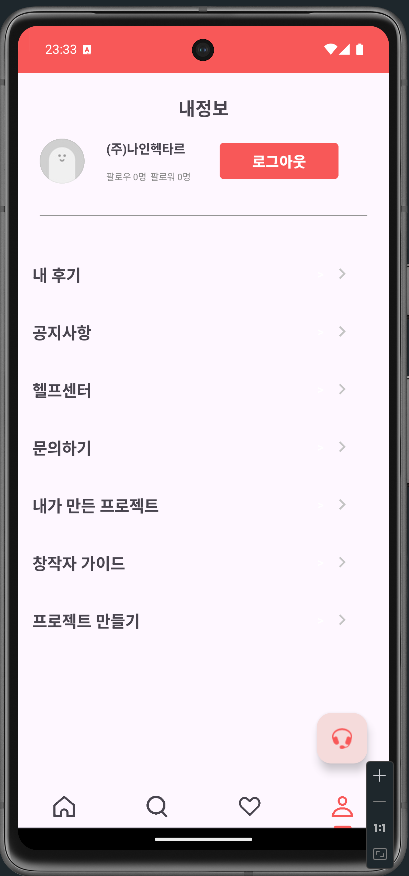 23:33 A
내정보
(주)나인헥타르
로그아웃
팔로우 0명 팔로워 0명
내 후기
공지사항
헬프센터
문의하기
내가 만든 프로젝트
창작자 가이드
프로젝트 만들기
1:1